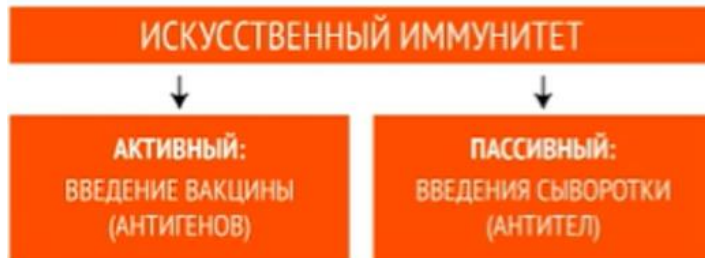 ИСКУССТВЕННЫЙ ИММУНИТЕТ
АКТИВНЫЙ:
ВВЕДЕНИЕ ВАКЦИНЫ
(АНТИГЕНОВ)
ПАССИВНЫЙ:
ВВЕДЕНИЯ СЫВОРОТКИ
(АНТИТЕЛ)